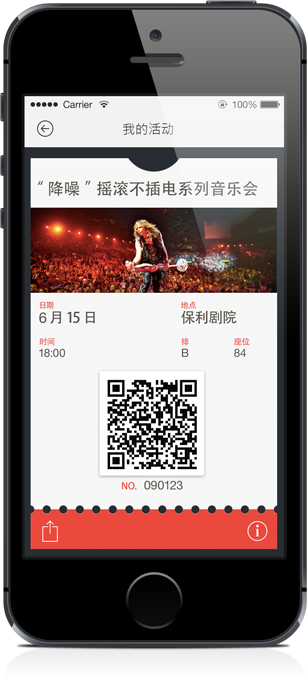 Carrier
100%
我的活动
“降噪”摇滚不插电系列音乐会
日期 地点
6月15日 保利剧院
时间 排 座位
18:00 B 84
NO. 090123